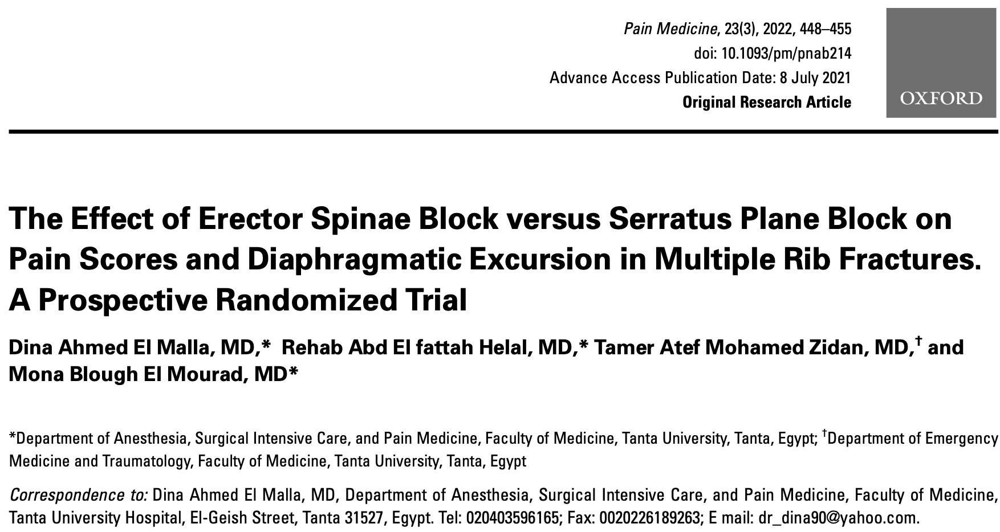 Pain Medicine, 23(3), 2022, 448–455
doi: 10.1093/pm/pnab214
Advance Access Publication Date: 8 July 2021
Original Research Article
OXFORD
The Effect of Erector Spinae Block versus Serratus Plane Block on
Pain Scores and Diaphragmatic Excursion in Multiple Rib Fractures.
A Prospective Randomized Trial
Dina Ahmed El Malla, MD,* Rehab Abd El fattah Helal, MD,* Tamer Atef Mohamed Zidan, MD,† and
Mona Blough El Mourad, MD*
*Department of Anesthesia, Surgical Intensive Care, and Pain Medicine, Faculty of Medicine, Tanta University, Tanta, Egypt; †Department of Emergency
Medicine and Traumatology, Faculty of Medicine, Tanta University, Tanta, Egypt
Correspondence to: Dina Ahmed El Malla, MD, Department of Anesthesia, Surgical Intensive Care, and Pain Medicine, Faculty of Medicine,
Tanta University Hospital, El-Geish Street, Tanta 31527, Egypt. Tel: 020403596165; Fax: 0020226189263; E mail: dr_dina90@yahoo.com.